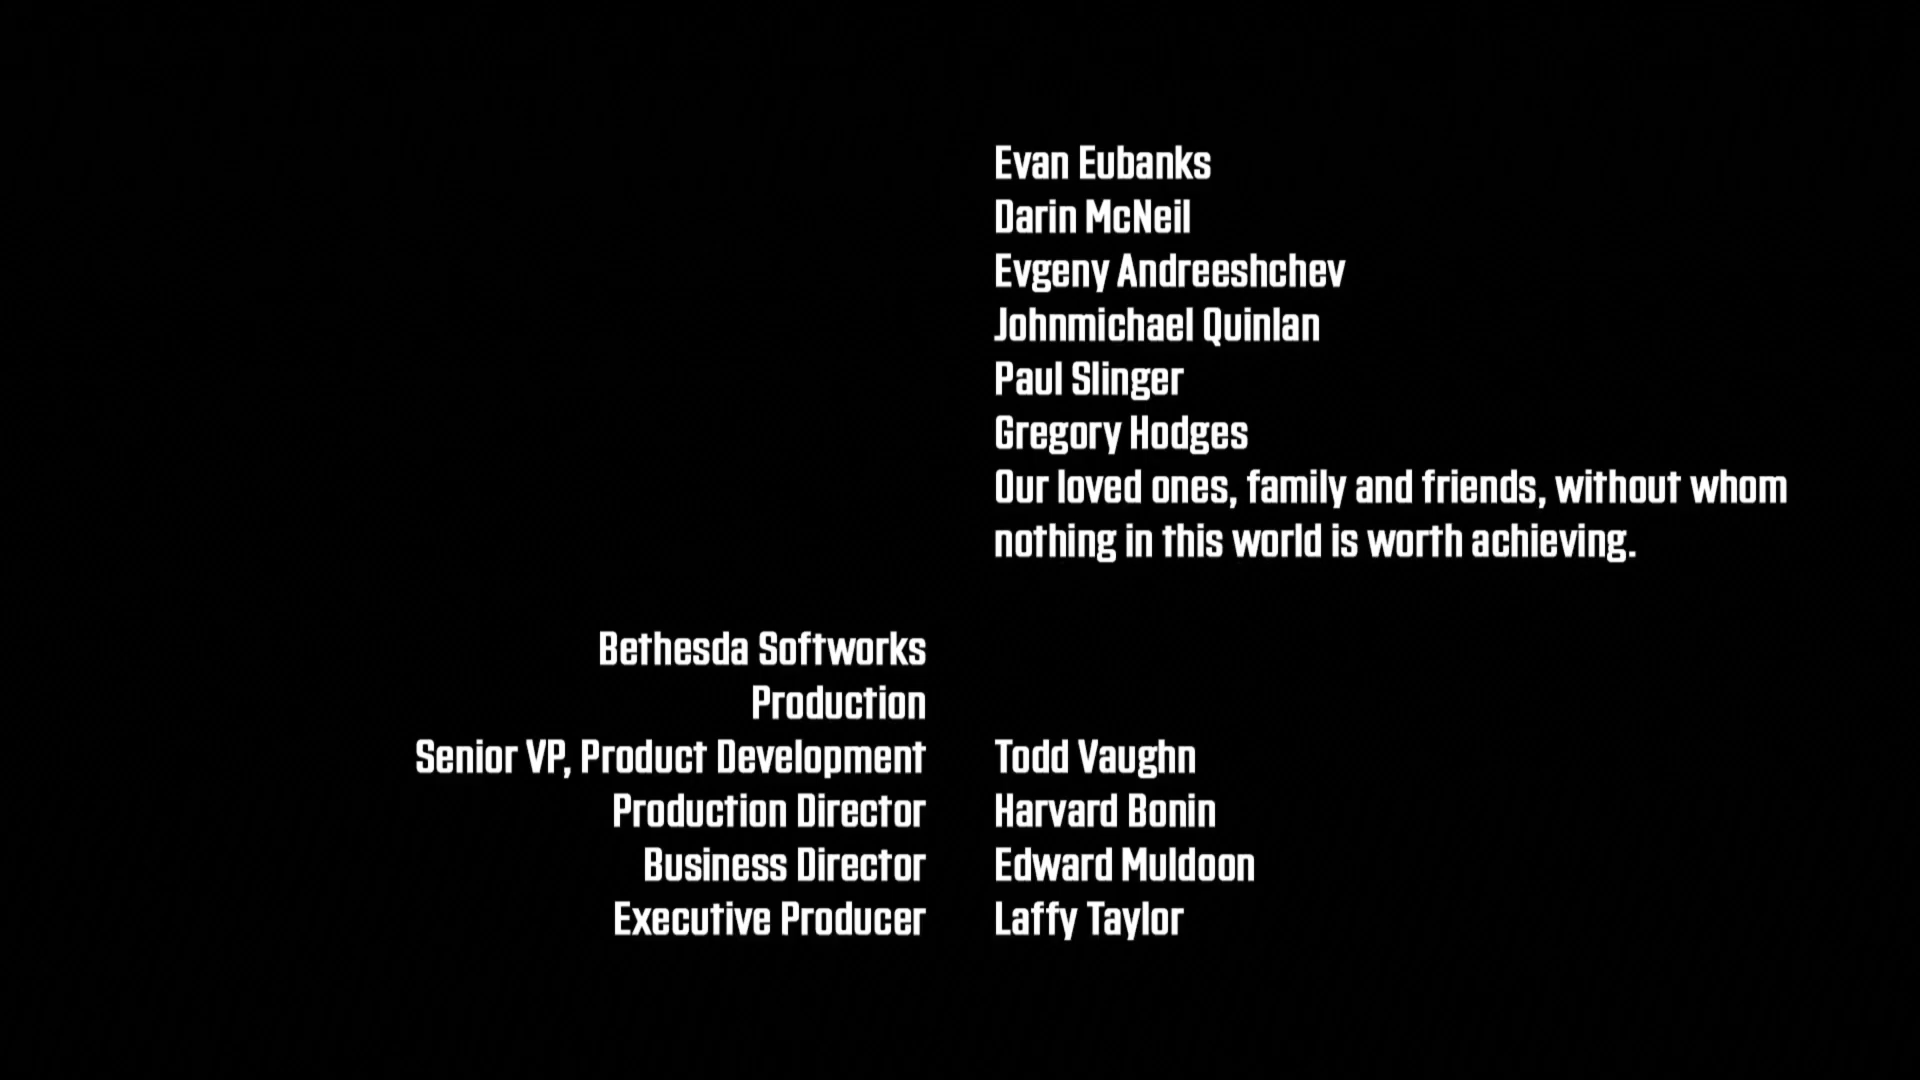 Evan Eubanks
Darin McNeil
Evgeny Andreeshchev
Johnmichael Quinlan
Paul Slinger
Gregory Hodges
Our loved ones, family and friends, without whom
nothing in this world is worth achieving.
Bethesda Softworks
Production
Senior VP, Product Development Todd Vaughn
Production Director Harvard Bonin
Business Director Edward Muldoon
Executive Producer Laffy Taylor